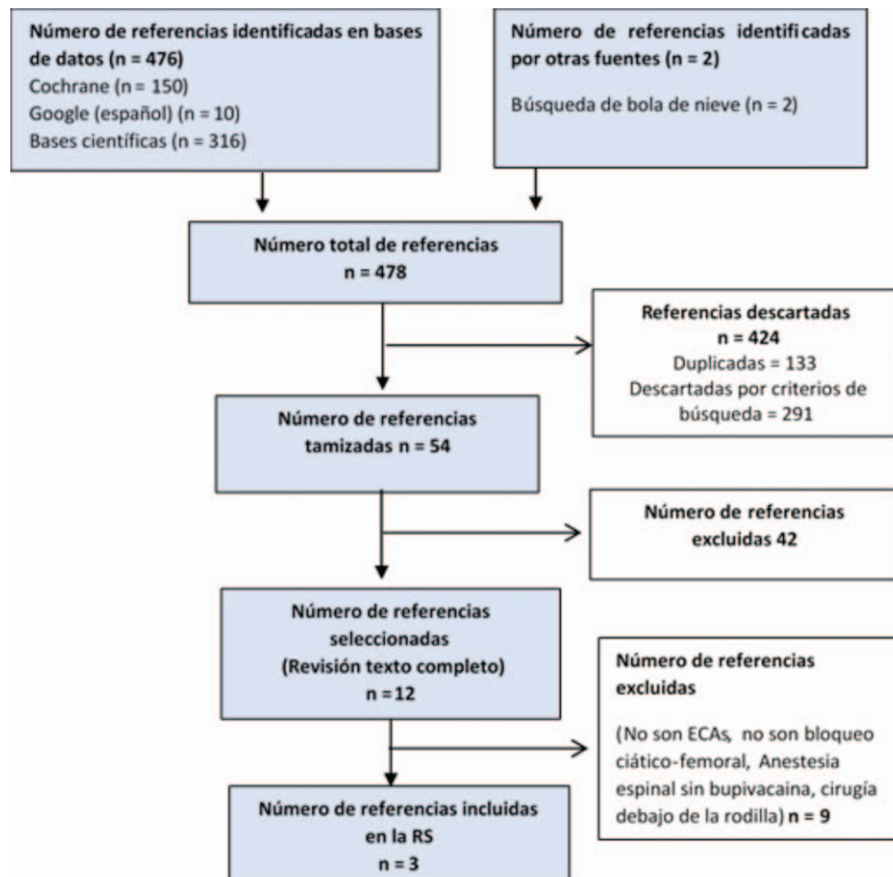 Número de referencias identificadas en bases
de datos (n = 476)
Cochrane (n = 150)
Google (español) (n = 10)
Bases científicas (n = 316)
Número de referencias identificadas
por otras fuentes (n = 2)
Búsqueda de bola de nieve (n = 2)
Número total de referencias
n = 478
Referencias descartadas
n = 424
Duplicadas = 133
Descartadas por criterios de
búsqueda = 291
Número de referencias
tamizadas n = 54
Número de referencias
excluidas 42
Número de referencias
seleccionadas
(Revisión texto completo)
n = 12
Número de referencias
excluidas
(No son ECAs, no son bloqueo
ciático-femoral, Anestesia
espinal sin bupivacaina, cirugía
debajo de la rodilla) n = 9
Número de referencias incluidas
en la RS
n = 3